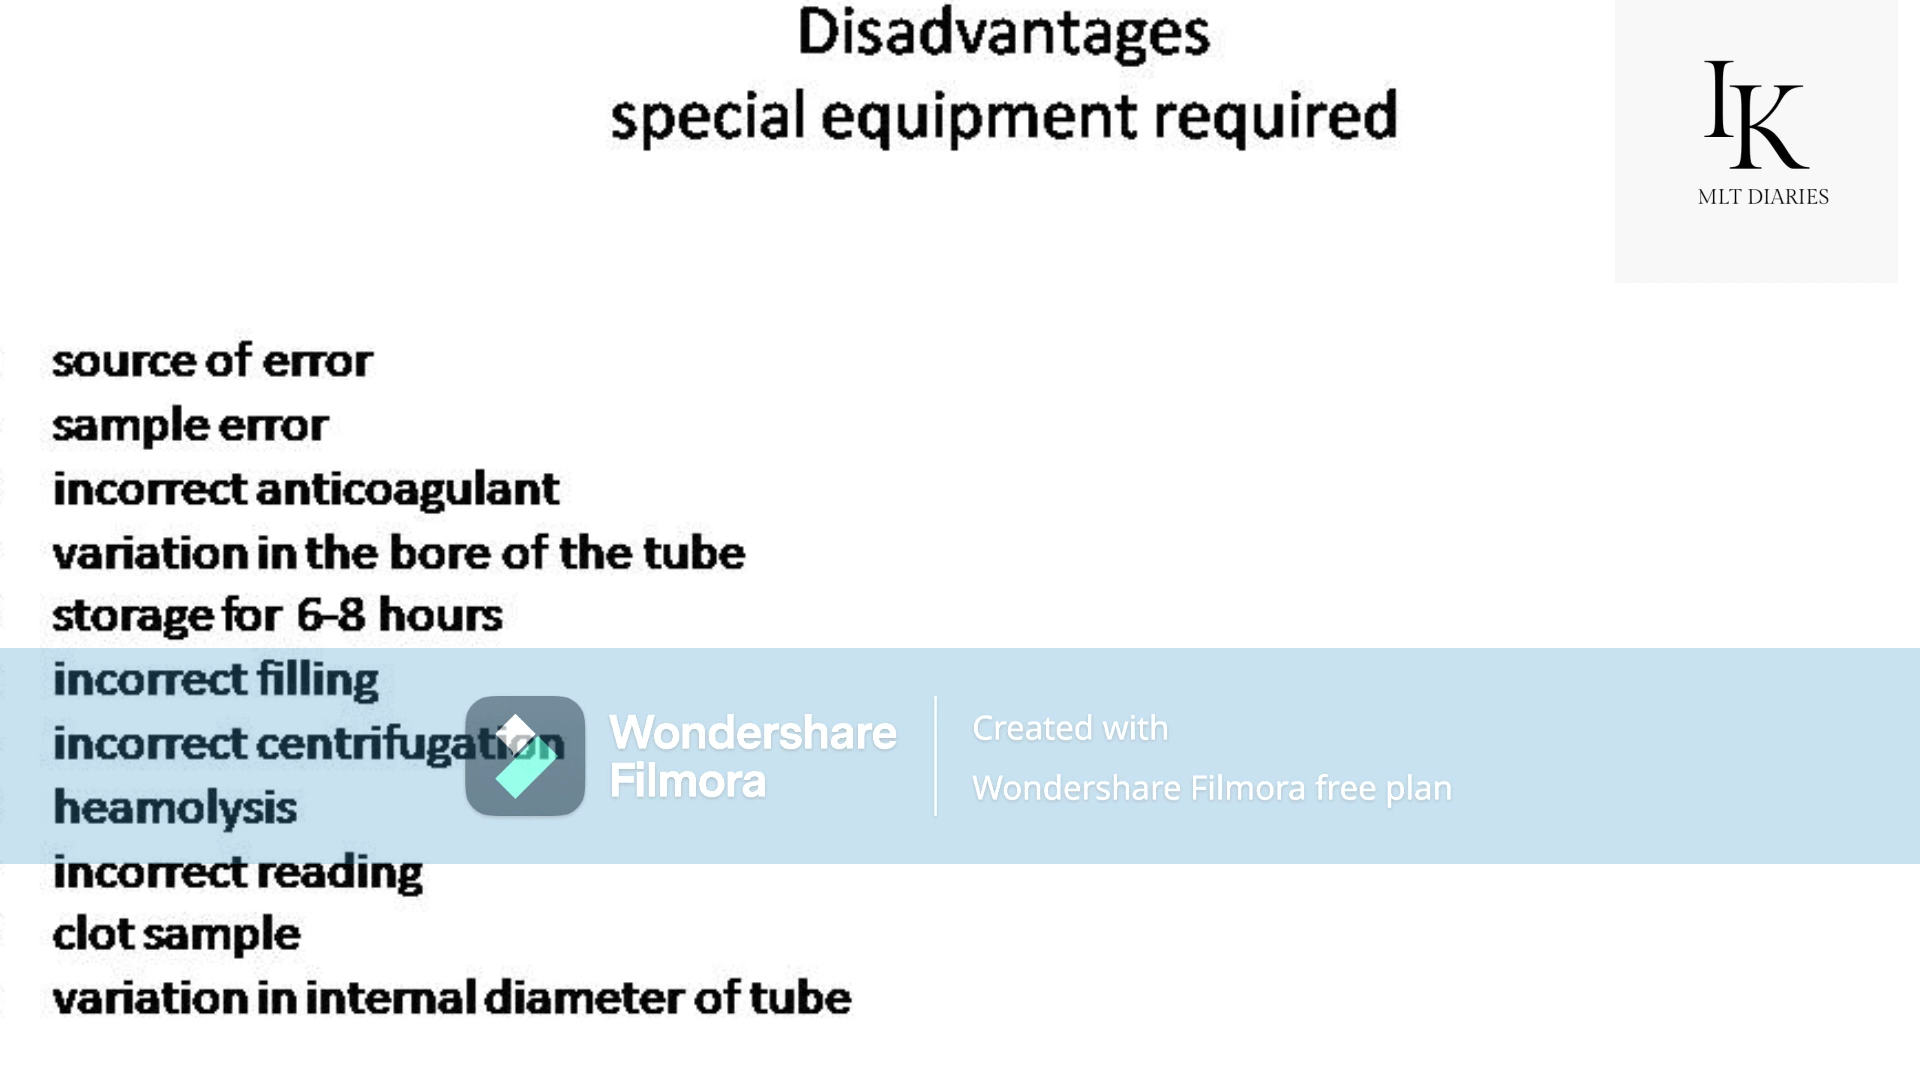 Disadvantages
special equipment required
IK
MLT DIARIES
source of error
sample error
incorrect anticoagulant
variation in the bore of the tube
storage for 6-8 hours
incorrect filling
incorrect centrifugation
heamolysis
incorrect reading
clot sample
variation in internal diameter of tube
Wondershare
Filmora
Created with
Wondershare Filmora free plan